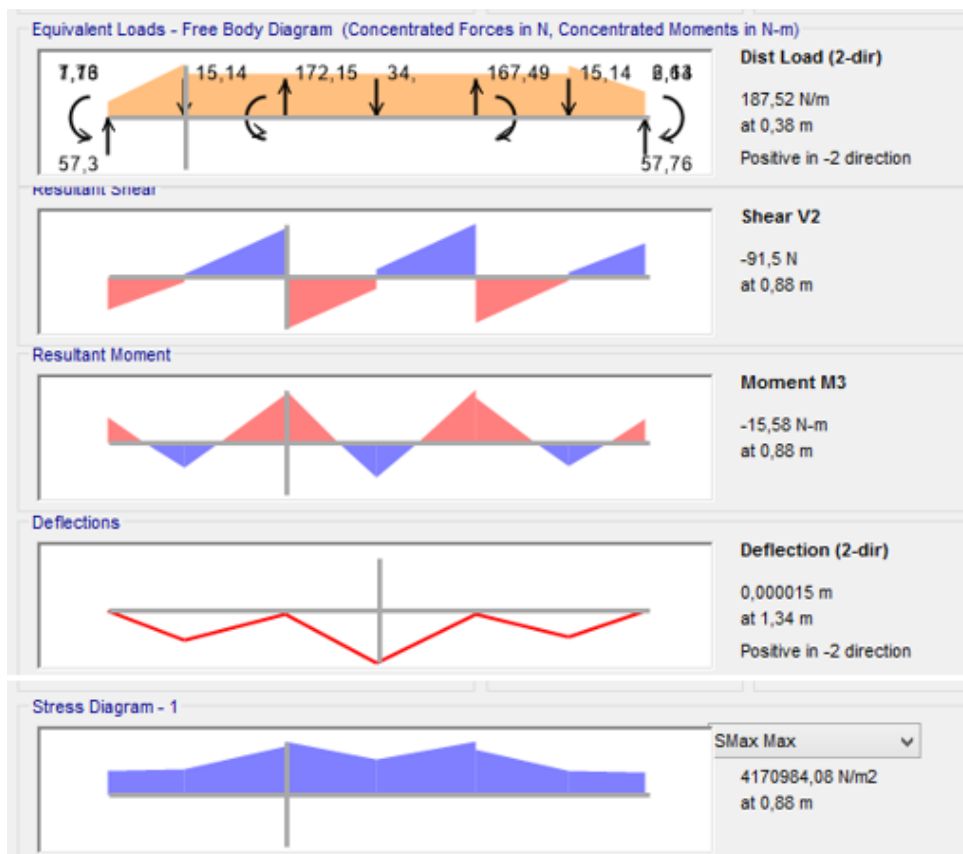 Equivalent Loads - Free Body Diagram (Concentrated Forces in N, Concentrated Moments in N-m)
15,14 172,15 34, 167,49 15,14
57,3 57,76
Dist Load (2-dir)
187,52 N/m
at 0,38 m
Positive in -2 direction
Resultant Shear
Shear V2
-91,5 N
at 0,88 m
Resultant Moment
Moment M3
-15,58 N-m
at 0,88 m
Deflections
Deflection (2-dir)
0,000015 m
at 1,34 m
Positive in -2 direction
Stress Diagram - 1
SMax Max
4170984,08 N/m2
at 0,88 m